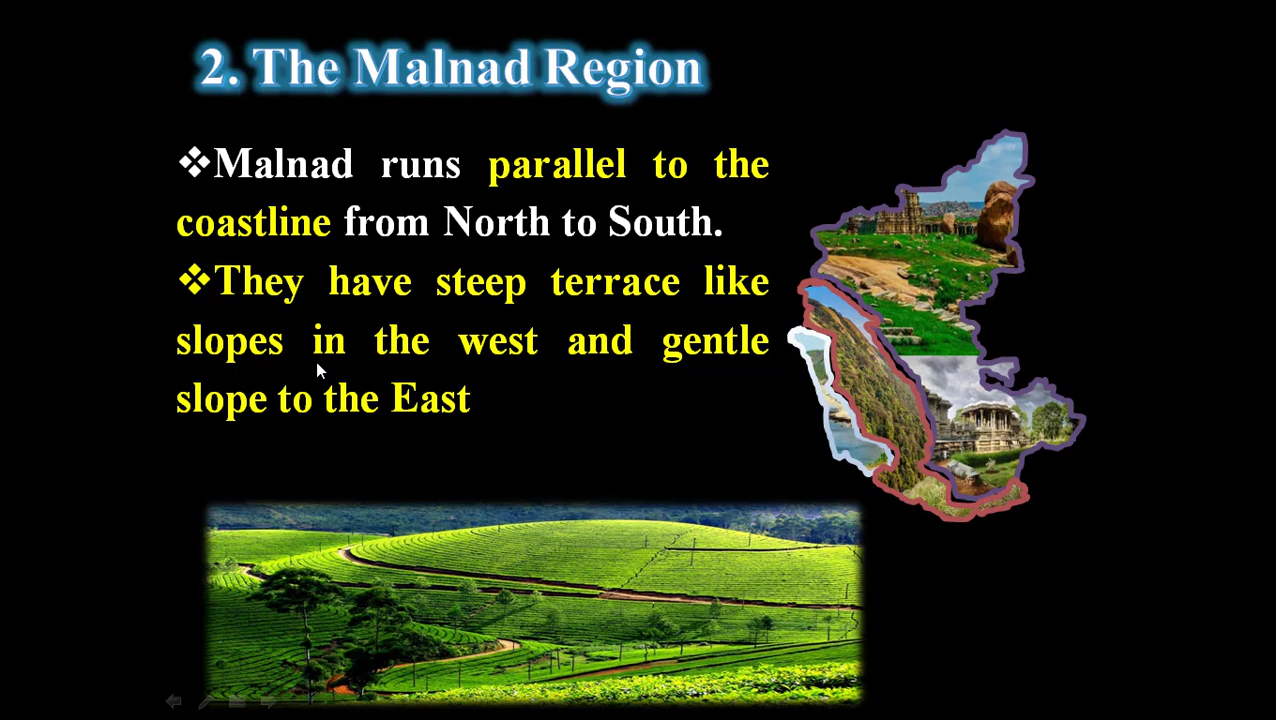 2. The Malnad Region
❖Malnad runs parallel to the
coastline from North to South.
❖They have steep terrace like
slopes in the west and gentle
slope to the East